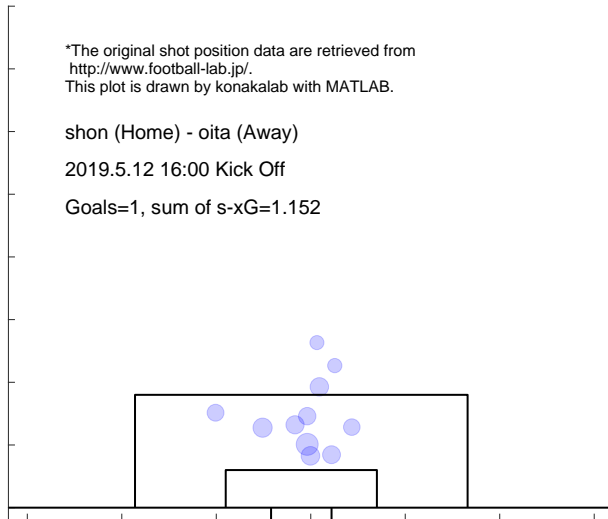 *The original shot position data are retrieved from
http://www.football-lab.jp/.
This plot is drawn by konakalab with MATLAB.
shon (Home) - oita (Away)
2019.5.12 16:00 Kick Off
Goals=1, sum of s-xG=1.152